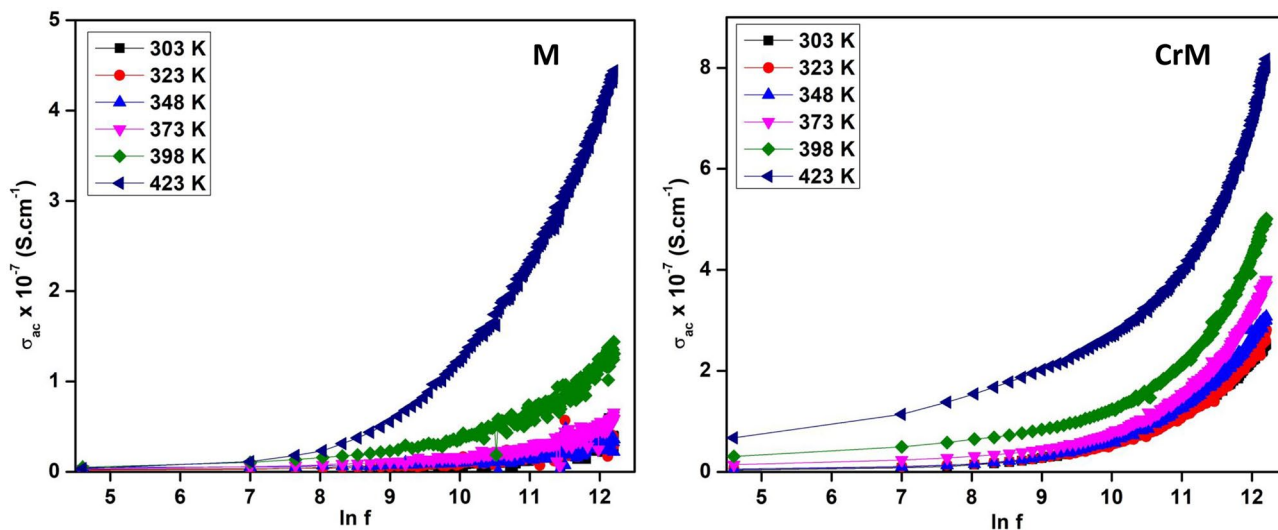 M
303 K
323 K
348 K
373 K
398 K
423 K
σac x 10⁻⁷ (S.cm⁻¹)
5
4
3
2
1
0
5 6 7 8 9 10 11 12
ln f
CrM
303 K
323 K
348 K
373 K
398 K
423 K
σac x 10⁻⁷ (S.cm⁻¹)
8
6
4
2
0
5 6 7 8 9 10 11 12
ln f